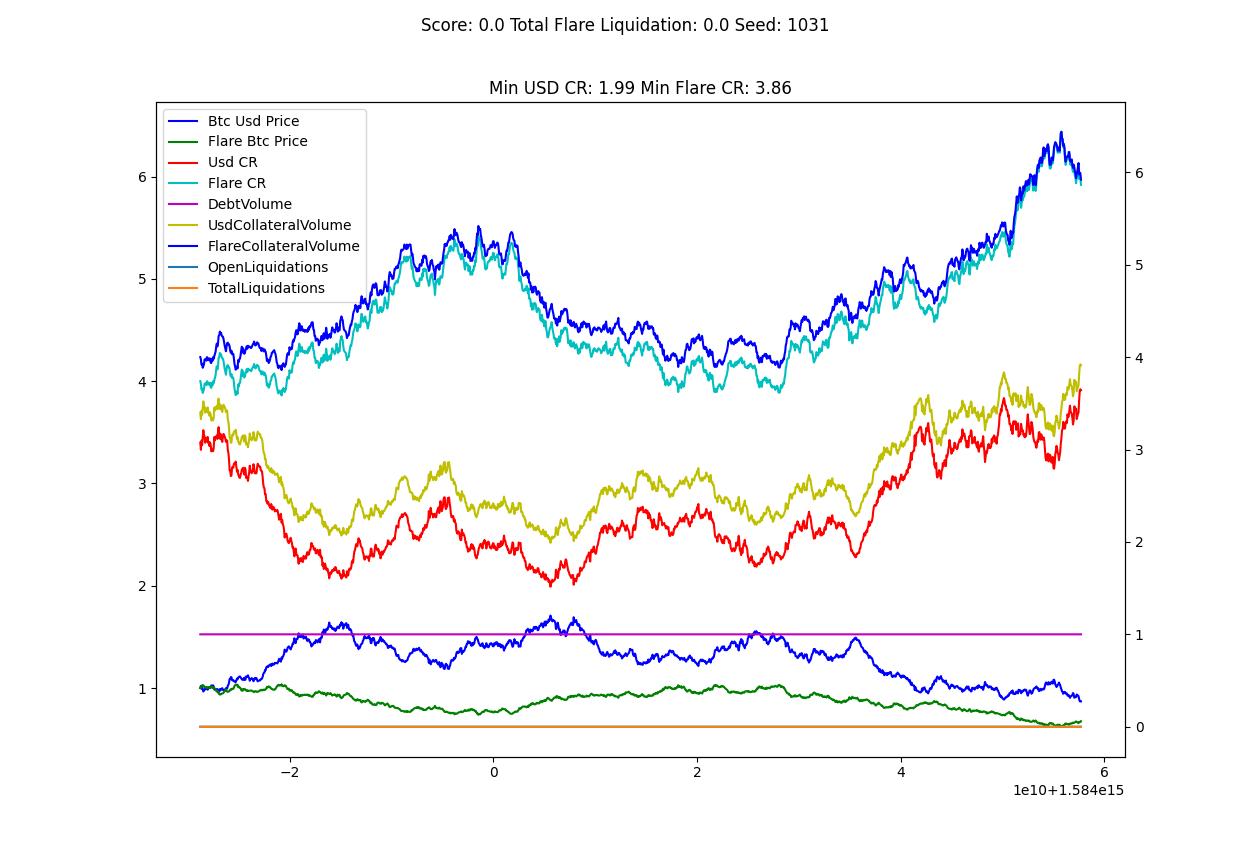 Score: 0.0 Total Flare Liquidation: 0.0 Seed: 1031
Min USD CR: 1.99 Min Flare CR: 3.86
Btc Usd Price
Flare Btc Price
Usd CR
Flare CR
DebtVolume
UsdCollateralVolume
FlareCollateralVolume
OpenLiquidations
TotalLiquidations
6
5
4
3
2
1
6
5
4
3
2
1
0
−2 0 2 4 6
1e10+1.584e15